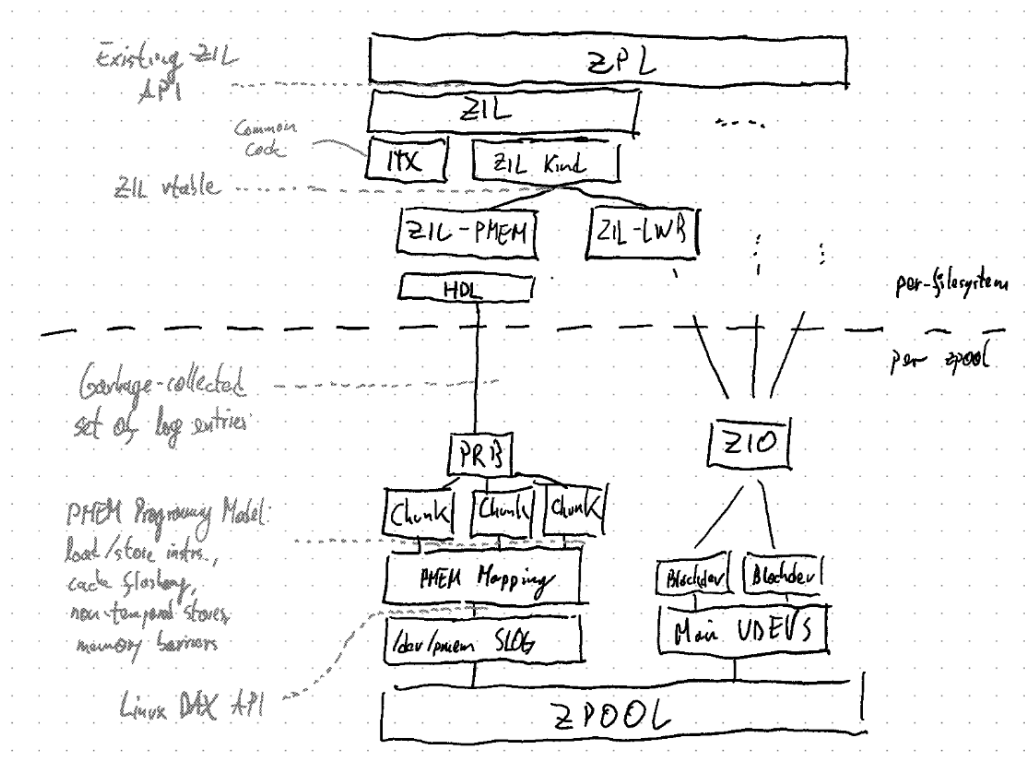 Existing ZIL
API
ZPL
ZIL
.....
Common
Code
ITX
ZIL Kind
ZIL vtable
ZIL-PMEM
ZIL-LWB
HDL
per-filesystem
per zpool
Garbage-collected
set of log entries
PRB
ZIO
Chunk
Chunk
Chunk
PMEM Programming Model:
load/store instrs.,
cache flushing,
non-temporal stores,
memory barriers
PMEM Mapping
Blockdev
Blockdev
/dev/pmem SLOG
Main VDEVS
Linux DAX API
ZPOOL